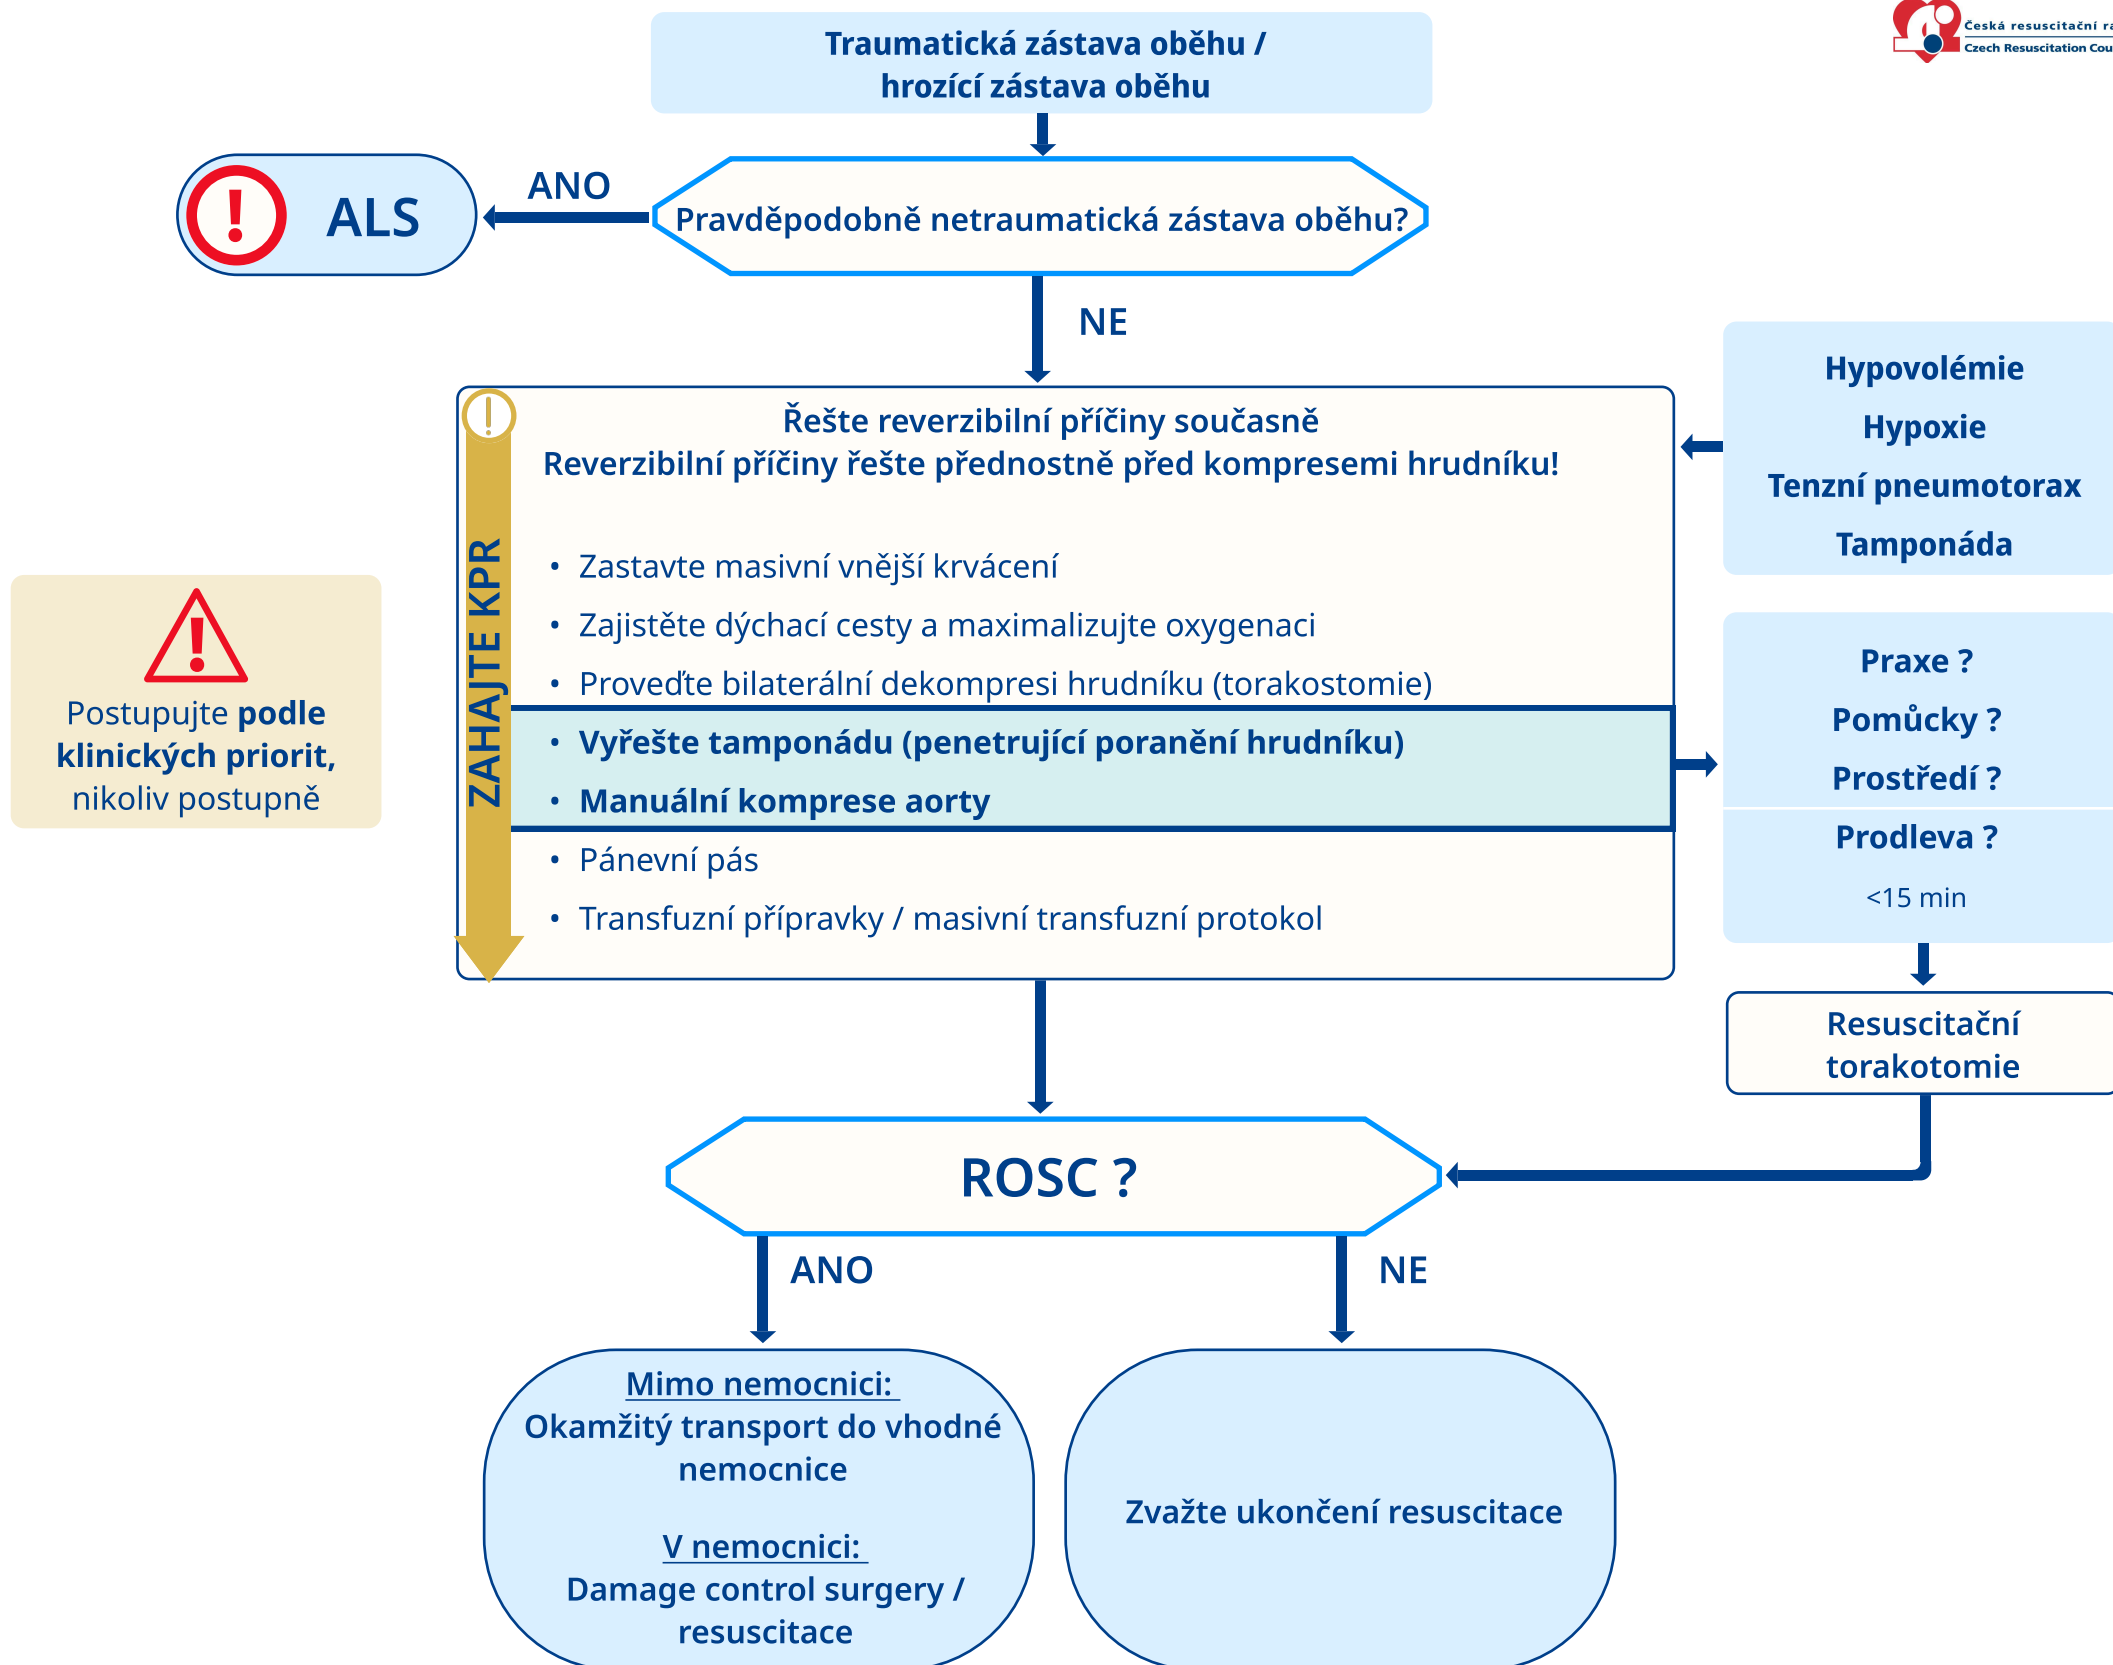 Česká resuscitační
Czech Resuscitation
Traumatická zástava oběhu /
hrozící zástava oběhu
ANO
! ALS
Pravděpodobně netraumatická zástava oběhu?
NE
Hypovolémie
Hypoxie
Tenzní pneumotorax
Tamponáda
!
Řešte reverzibilní příčiny současně
Reverzibilní příčiny řešte přednostně před kompresemi hrudníku!
ZAHAJTE KPR
• Zastavte masivní vnější krvácení
• Zajistěte dýchací cesty a maximalizujte oxygenaci
• Proveďte bilaterální dekompresi hrudníku (torakostomie)
• Vyřešte tamponádu (penetrující poranění hrudníku)
• Manuální komprese aorty
• Pánevní pás
• Transfuzní přípravky / masivní transfuzní protokol
!
Postupujte podle
klinických priorit,
nikoliv postupně
Praxe ?
Pomůcky ?
Prostředí ?
Prodleva ?
<15 min
Resuscitační
torakotomie
ROSC ?
ANO
NE
Mimo nemocnici:
Okamžitý transport do vhodné
nemocnice
V nemocnici:
Damage control surgery /
resuscitace
Zvažte ukončení resuscitace